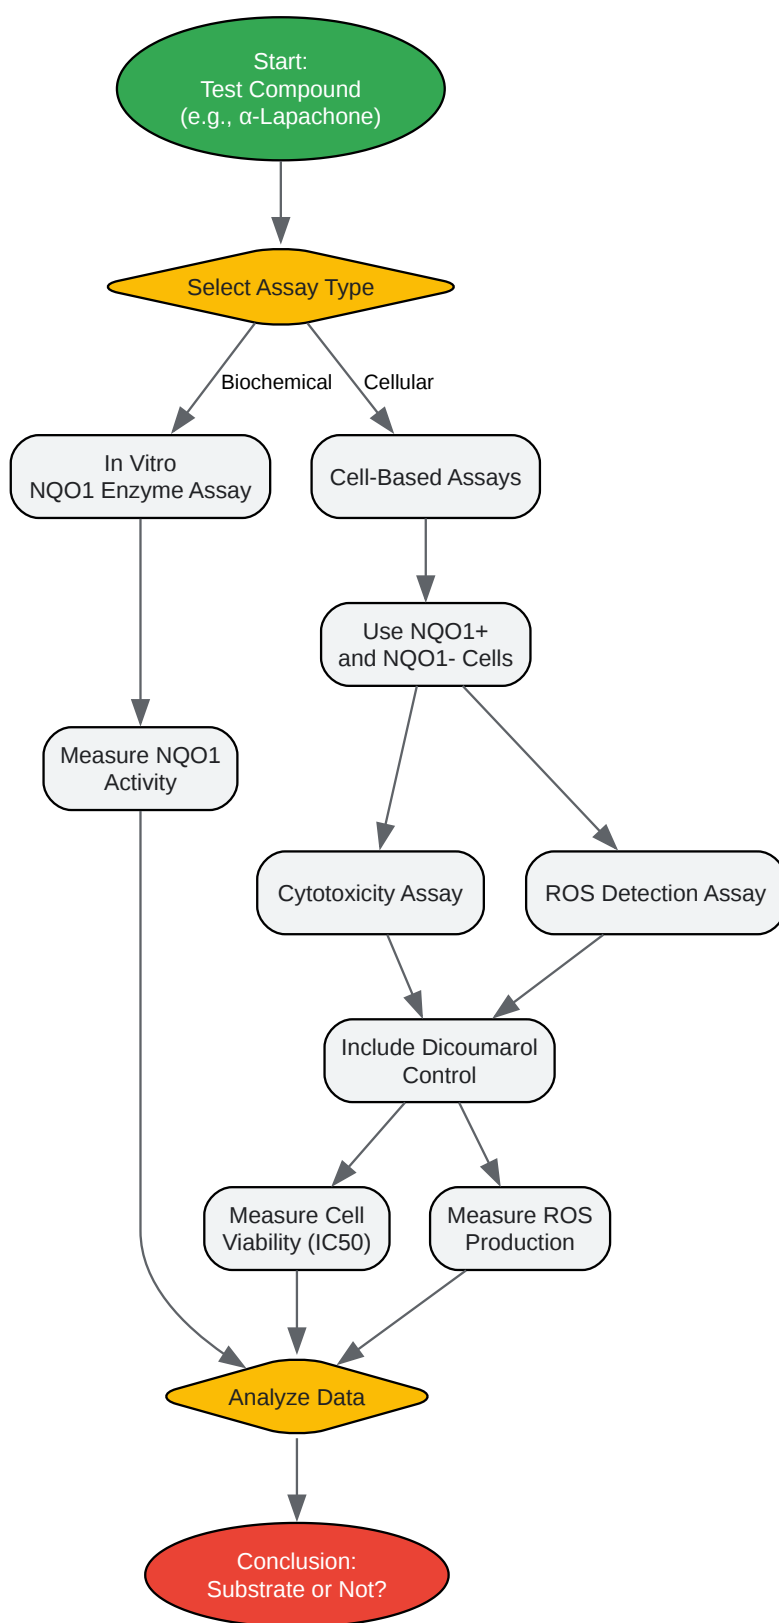 Start:
Test Compound
(e.g., α-Lapachone)
Select Assay Type
Biochemical
Cellular
In Vitro
NQO1 Enzyme Assay
Cell-Based Assays
Use NQO1+
and NQO1- Cells
Measure NQO1
Activity
Cytotoxicity Assay
ROS Detection Assay
Include Dicoumarol
Control
Measure Cell
Viability (IC50)
Measure ROS
Production
Analyze Data
Conclusion:
Substrate or Not?